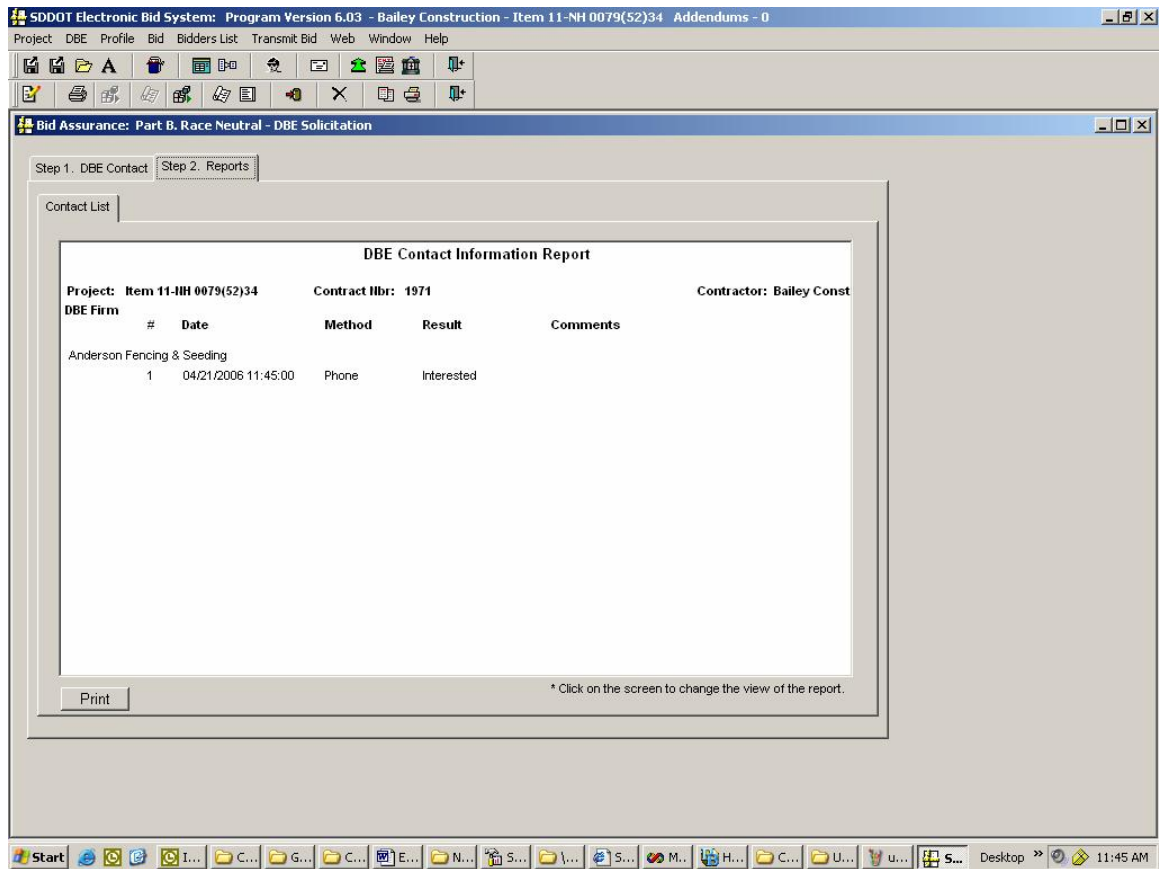 SDDOT Electronic Bid System: Program Version 6.03 - Bailey Construction - Item 11-NH 0079(52)34 Addendums - 0
Project DBE Profile Bid Bidders List Transmit Bid Web Window Help
Bid Assurance: Part B. Race Neutral - DBE Solicitation
Step 1. DBE Contact Step 2. Reports
Contact List
DBE Contact Information Report
Project: Item 11-NH 0079(52)34 Contract Nbr: 1971 Contractor: Bailey Const
DBE Firm
# Date Method Result Comments
Anderson Fencing & Seeding
1 04/21/2006 11:45:00 Phone Interested
* Click on the screen to change the view of the report.
Print
Start I... C... G... C... E... N... S... \... S... M... H... C... U... u... S... Desktop » 11:45 AM